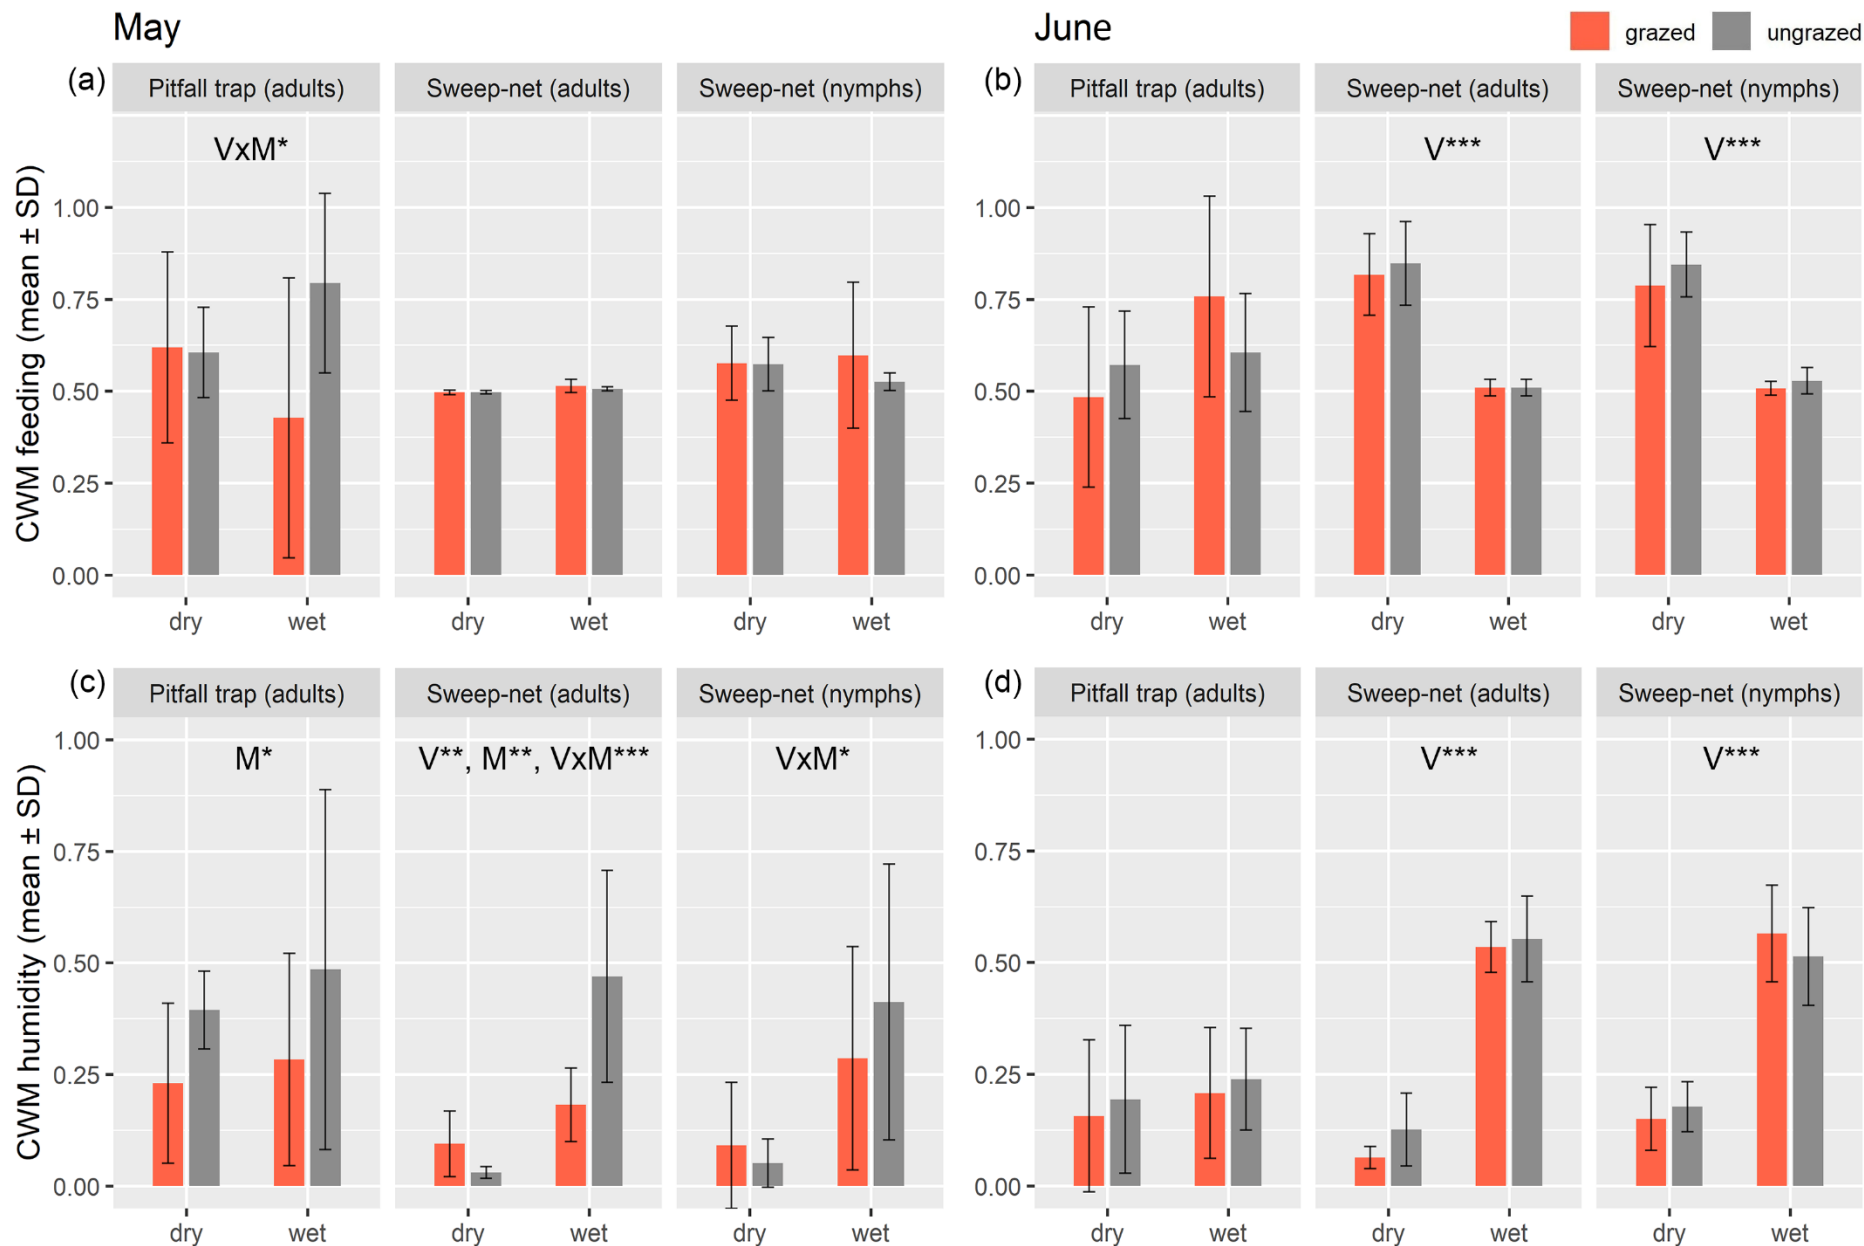 May
June
grazed
ungrazed
(a)
Pitfall trap (adults)
Sweep-net (adults)
Sweep-net (nymphs)
VxM*
CWM feeding (mean ± SD)
1.00
0.75
0.50
0.25
0.00
dry
wet
dry
wet
dry
wet
(b)
Pitfall trap (adults)
Sweep-net (adults)
Sweep-net (nymphs)
V***
V***
1.00
0.75
0.50
0.25
0.00
dry
wet
dry
wet
dry
wet
(c)
Pitfall trap (adults)
Sweep-net (adults)
Sweep-net (nymphs)
M*
V**, M**, VxM***
VxM*
CWM humidity (mean ± SD)
1.00
0.75
0.50
0.25
0.00
dry
wet
dry
wet
dry
wet
(d)
Pitfall trap (adults)
Sweep-net (adults)
Sweep-net (nymphs)
V***
V***
1.00
0.75
0.50
0.25
0.00
dry
wet
dry
wet
dry
wet